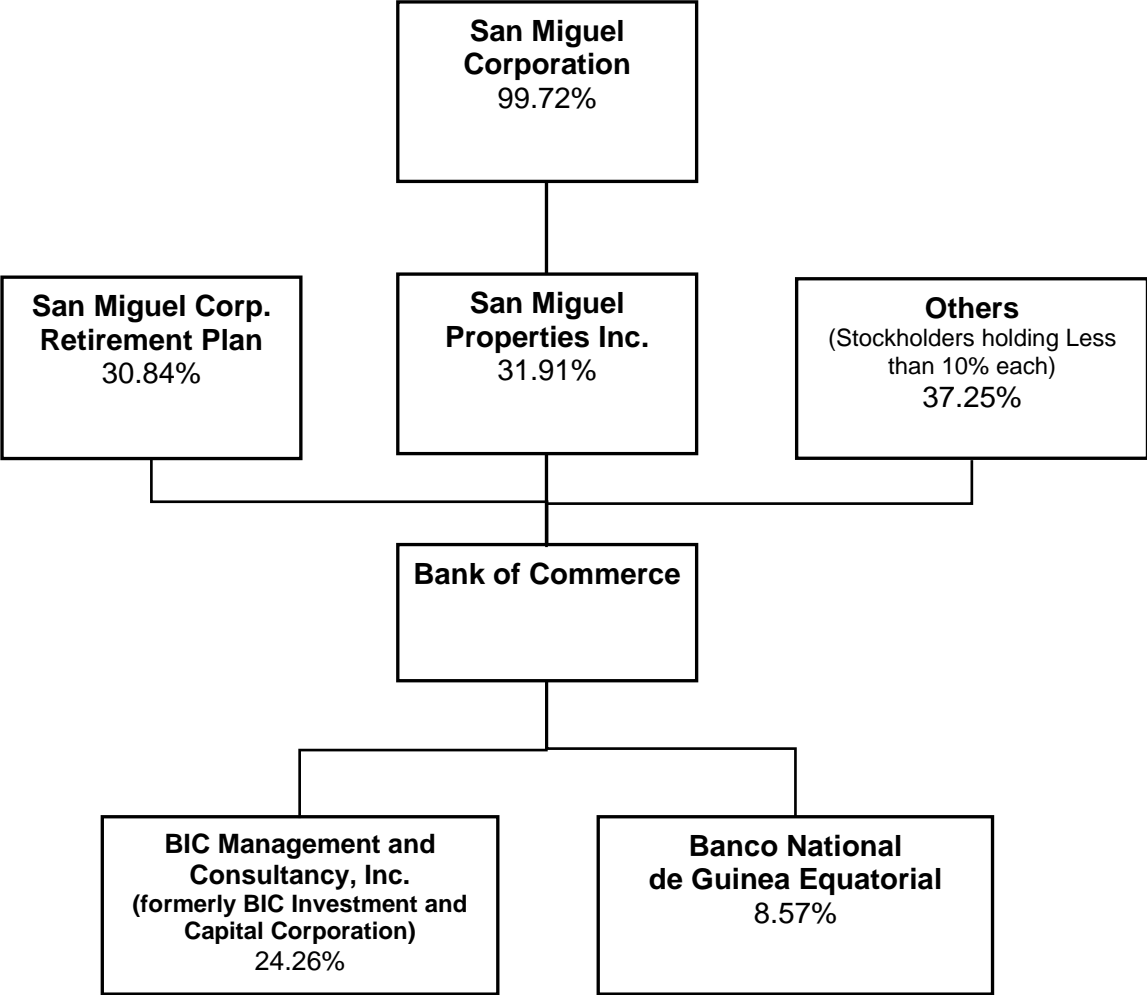 San Miguel
Corporation
99.72%
San Miguel Corp.
Retirement Plan
30.84%
San Miguel
Properties Inc.
31.91%
Others
(Stockholders holding Less
than 10% each)
37.25%
Bank of Commerce
BIC Management and
Consultancy, Inc.
(formerly BIC Investment and
Capital Corporation)
24.26%
Banco National
de Guinea Equatorial
8.57%